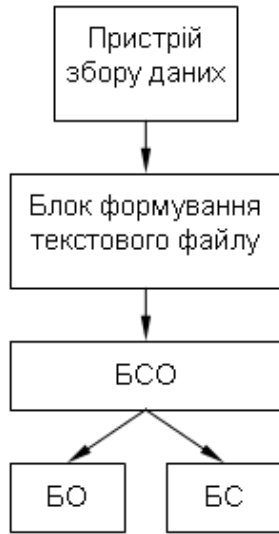 Пристрій
збору даних
Блок формування
текстового файлу
БСО
БО
БС